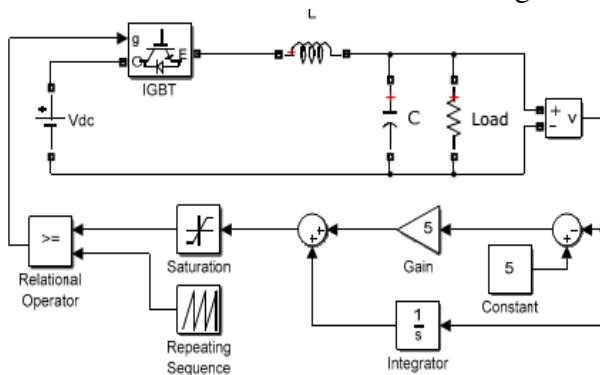 L
g
C
E
IGBT
+
Vdc
+
C
+
Load
+
-
v
>=
Relational
Operator
Saturation
Repeating
Sequence
+
+
5
Gain
1
s
Integrator
5
Constant
-
+